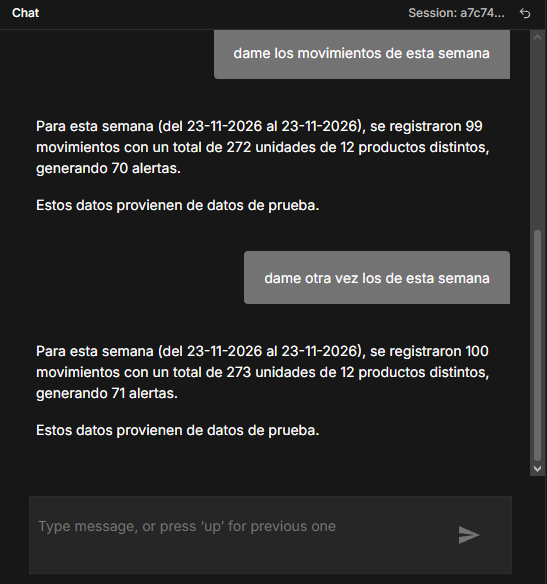 Chat
Session: a7c74...
dame los movimientos de esta semana
Para esta semana (del 23-11-2026 al 23-11-2026), se registraron 99
movimientos con un total de 272 unidades de 12 productos distintos,
generando 70 alertas.
Estos datos provienen de datos de prueba.
dame otra vez los de esta semana
Para esta semana (del 23-11-2026 al 23-11-2026), se registraron 100
movimientos con un total de 273 unidades de 12 productos distintos,
generando 71 alertas.
Estos datos provienen de datos de prueba.
Type message, or press ‘up’ for previous one